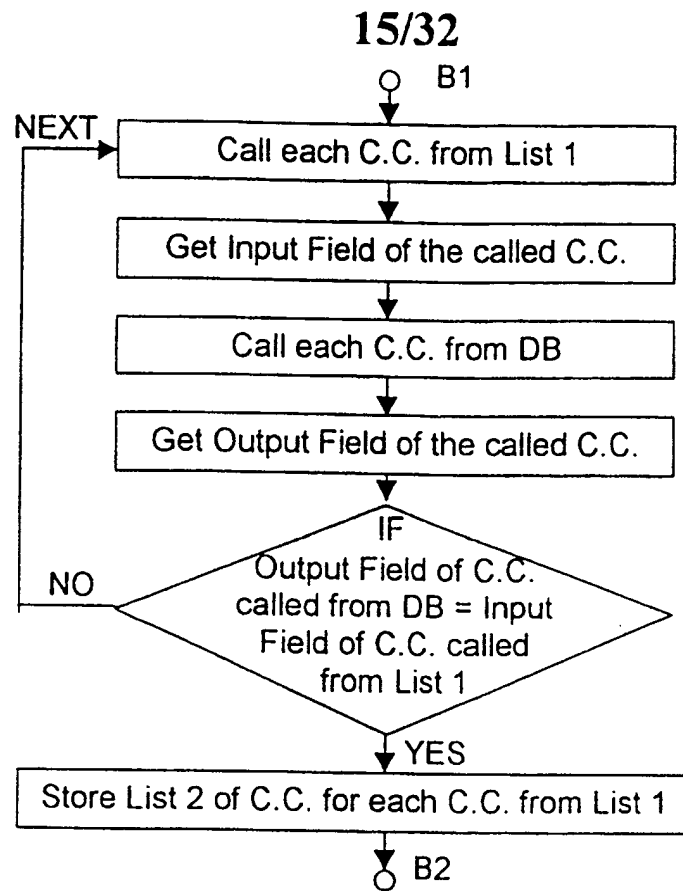 15/32
B1
NEXT
Call each C.C. from List 1
Get Input Field of the called C.C.
Call each C.C. from DB
Get Output Field of the called C.C.
IF
Output Field of C.C.
called from DB = Input
Field of C.C. called
from List 1
NO
YES
Store List 2 of C.C. for each C.C. from List 1
B2